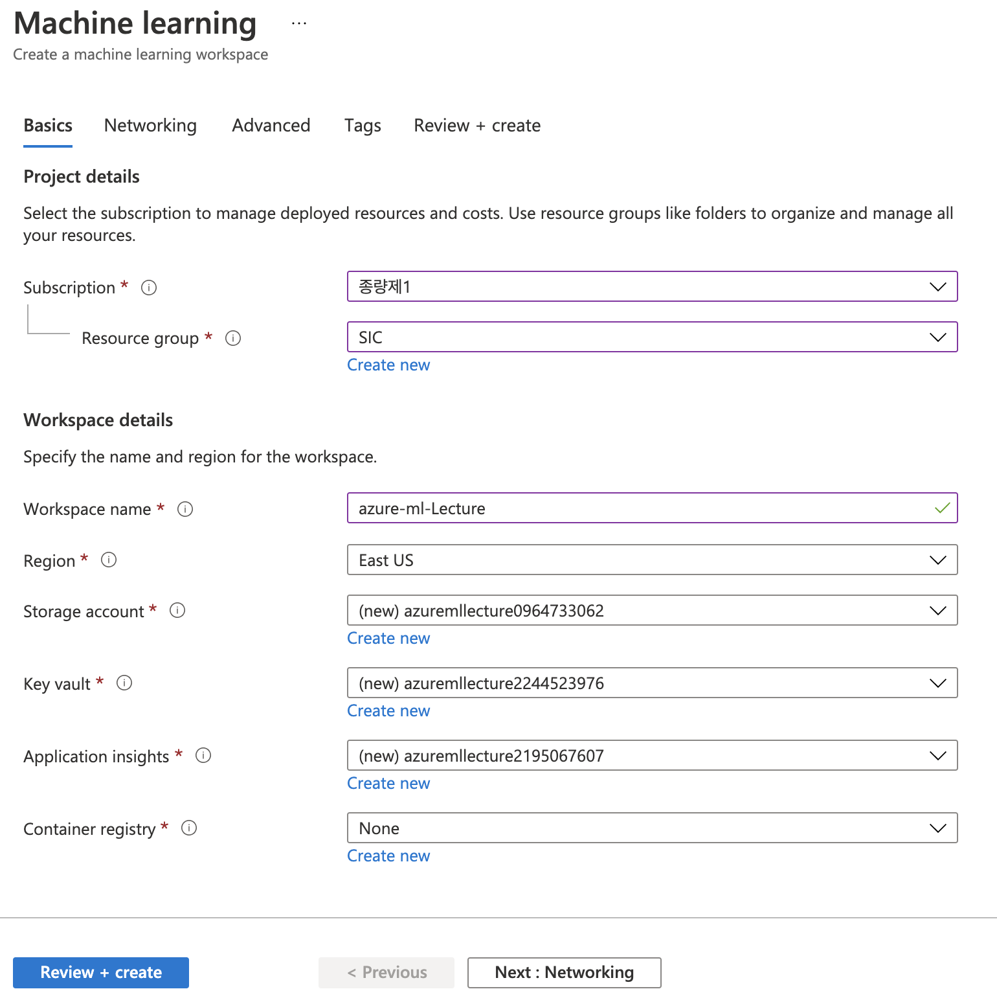 Machine learning ...
Create a machine learning workspace
Basics Networking Advanced Tags Review + create
Project details
Select the subscription to manage deployed resources and costs. Use resource groups like folders to organize and manage all
your resources.
Subscription * 종량제1
Resource group * SIC
Create new
Workspace details
Specify the name and region for the workspace.
Workspace name * azure-ml-Lecture
Region * East US
Storage account * (new) azuremllecture0964733062
Create new
Key vault * (new) azuremllecture2244523976
Create new
Application insights * (new) azuremllecture2195067607
Create new
Container registry * None
Create new
Review + create < Previous Next : Networking